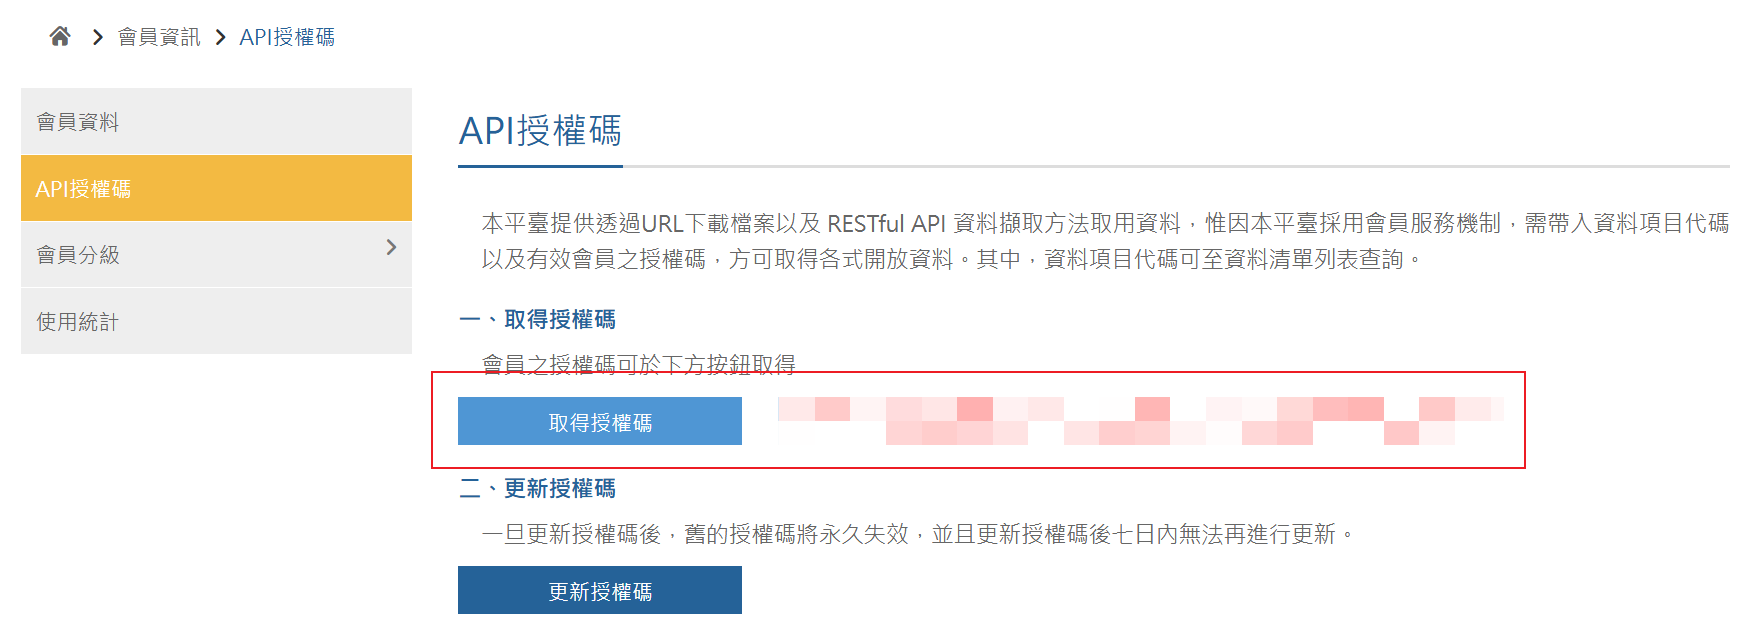 會員資訊 API授權碼
會員資料
API授權碼
會員分級
使用統計
API授權碼
本平臺提供透過URL下載檔案以及 RESTful API 資料擷取方法取用資料，惟因本平臺採用會員服務機制，需帶入資料項目代碼
以及有效會員之授權碼，方可取得各式開放資料。其中，資料項目代碼可至資料清單列表查詢。
一、取得授權碼
會員之授權碼可於下方按鈕取得
取得授權碼
二、更新授權碼
一旦更新授權碼後，舊的授權碼將永久失效，並且更新授權碼後七日內無法再進行更新。
更新授權碼